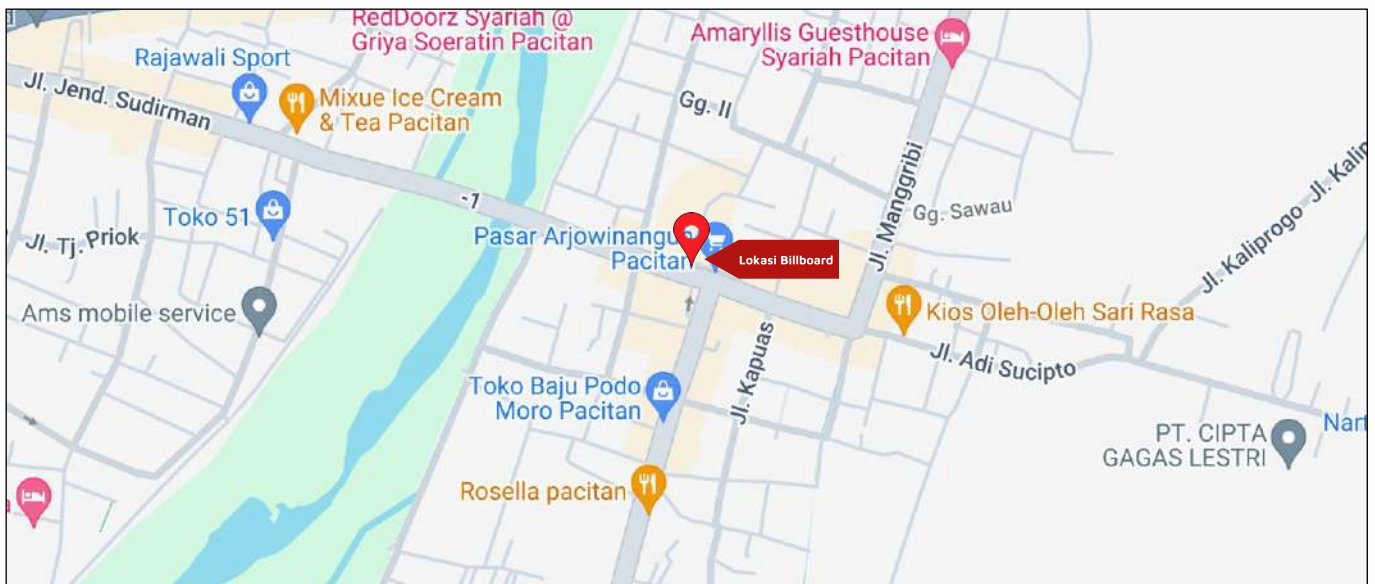 RedDoorz Syariah @
Griya Soeratin Pacitan
Amaryllis Guesthouse
Syariah Pacitan
Rajawali Sport
Jl. Jend. Sudirman
Mixue Ice Cream
& Tea Pacitan
Gg. II
Jl. Manggribi
Jl. Kalip
-1
Toko 51
Gg. Sawau
Jl. Tj. Priok
Pasar Arjowinangun
Pacitan
Lokasi Billboard
Jl. Kaliprogo
Ams mobile service
Kios Oleh-Oleh Sari Rasa
Jl. Adi Sucipto
Jl. Kapuas
Toko Baju Podo
Moro Pacitan
Nart
PT. CIPTA
GAGAS LESTRI
Rosella pacitan